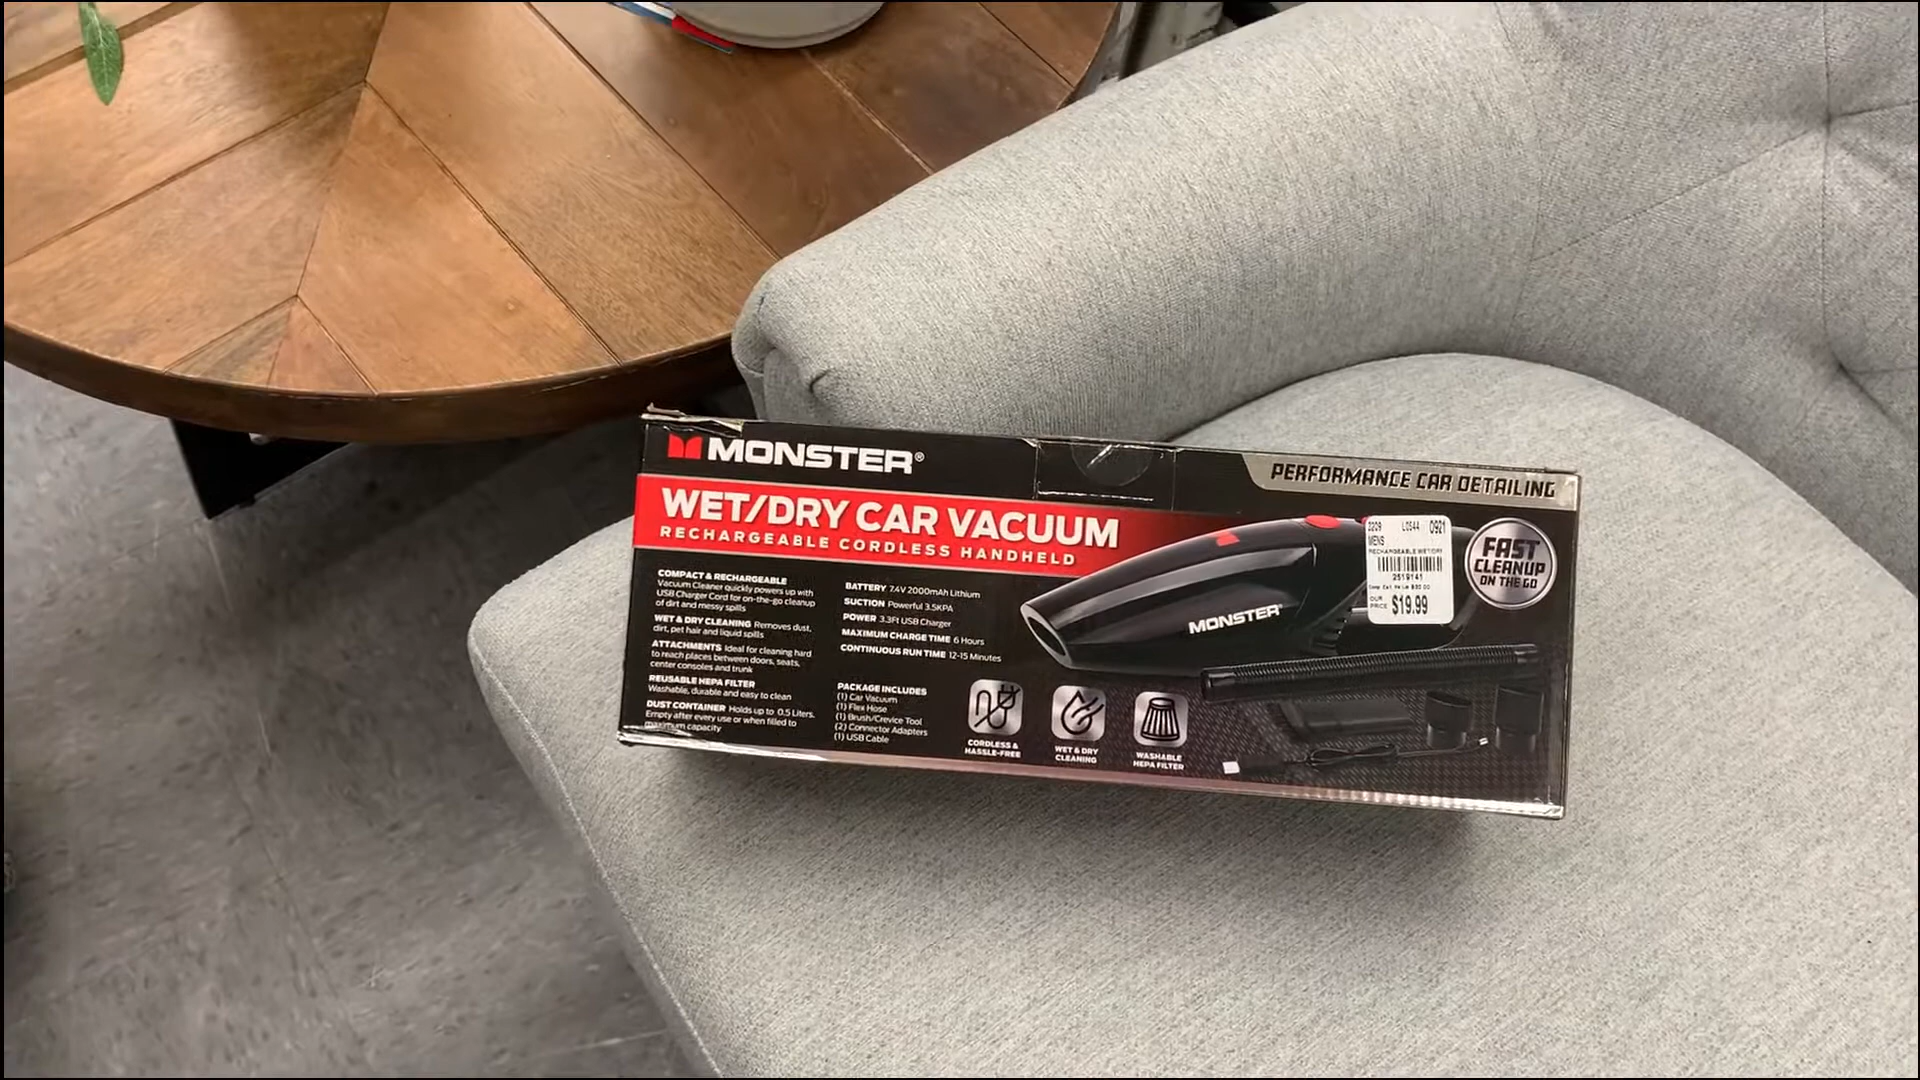 MONSTER®
PERFORMANCE CAR DETAILING
WET/DRY CAR VACUUM
RECHARGEABLE CORDLESS HANDHELD
COMPACT & RECHARGEABLE
Vacuum Cleaner quickly powers up with
USB Charger Cord for on-the-go cleanup
of dirt and messy spills
WET & DRY CLEANING Removes dust,
dirt, pet hair and liquid spills
ATTACHMENTS Ideal for cleaning hard
to reach places between doors, seats,
center consoles and trunk
REUSABLE HEPA FILTER
Washable, durable and easy to clean
DUST CONTAINER Holds up to 0.5 Liters.
Empty after every use or when filled to
maximum capacity
BATTERY 7.4V 2000mAh Lithium
SUCTION Powerful 3.5KPA
POWER 3.3Ft USB Charger
MAXIMUM CHARGE TIME 6 Hours
CONTINUOUS RUN TIME 12-15 Minutes
PACKAGE INCLUDES
(1) Car Vacuum
(1) Flex Hose
(1) Brush/Crevice Tool
(2) Connector Adapters
(1) USB Cable
CORDLESS &
HASSLE-FREE
WET & DRY
CLEANING
WASHABLE
HEPA FILTER
MONSTER
3209 L0544 0921
MENS
RECHARGEABLE WET/DRY
2519141
OUR
PRICE $19.99
FAST
CLEANUP
ON THE GO